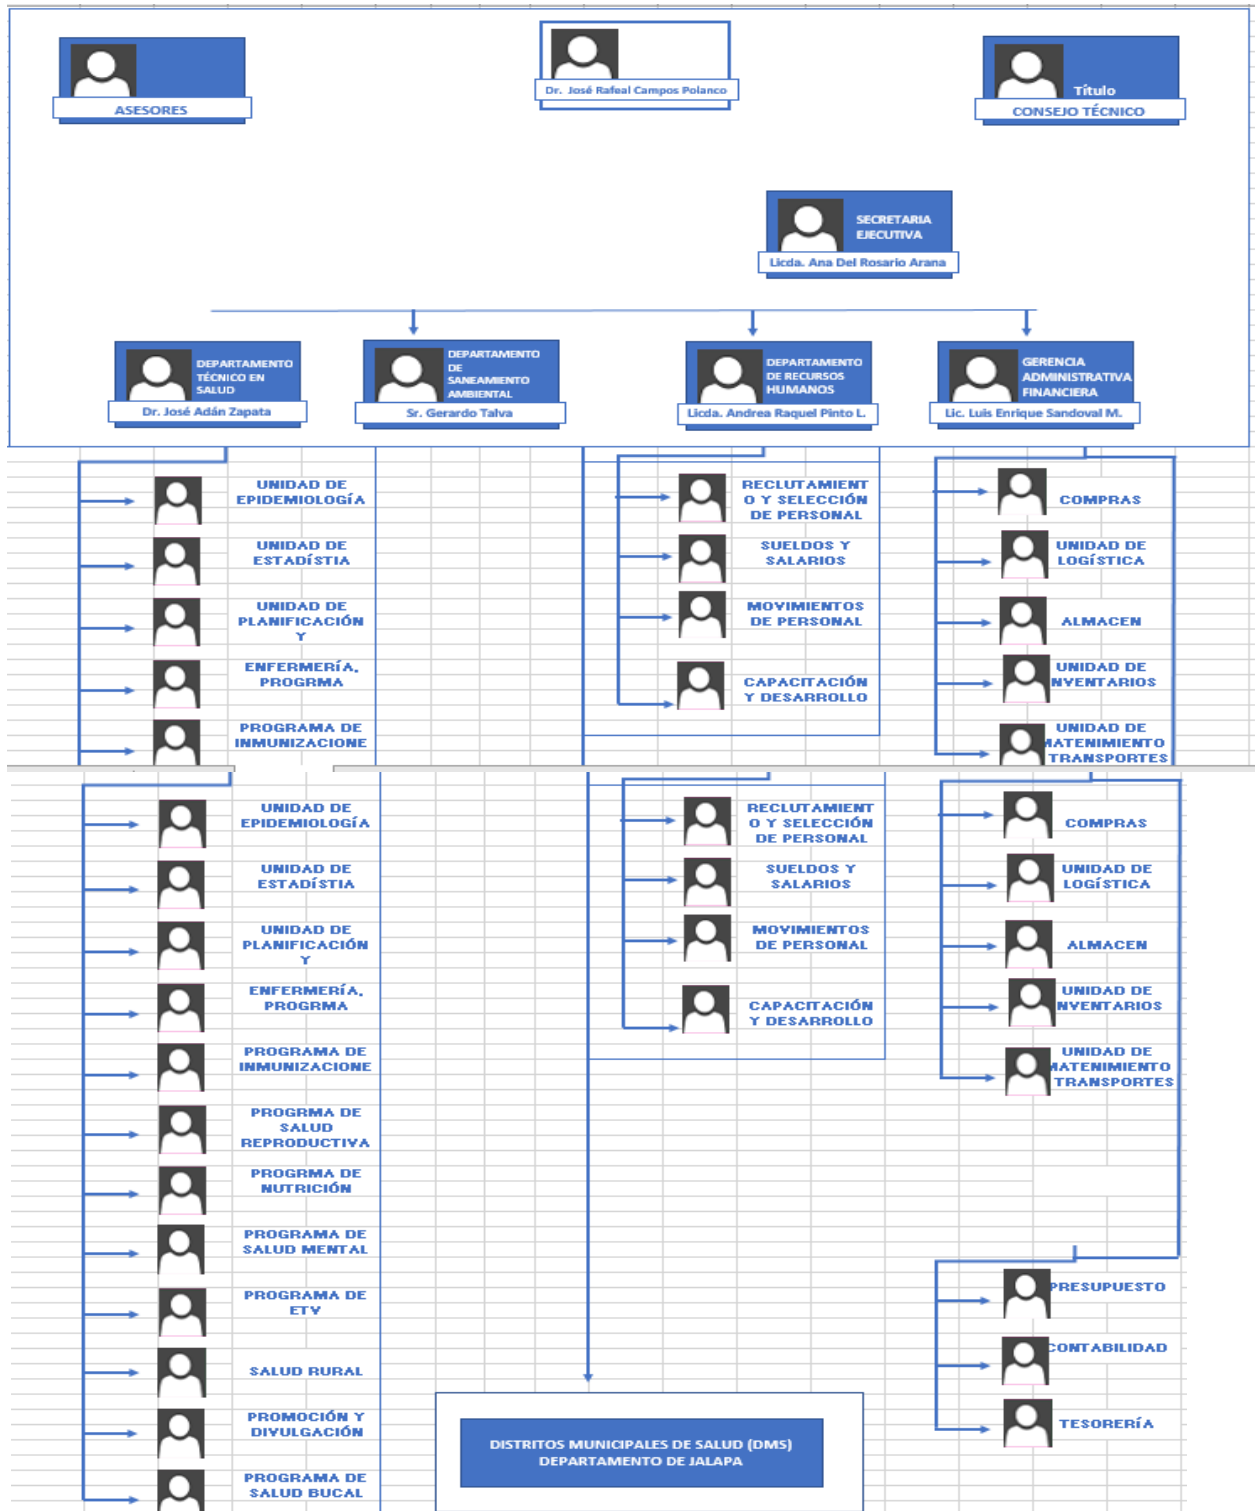 ASESORES
Dr. José Rafeal Campos Polanco
Título
CONSEJO TÉCNICO
SECRETARIA
EJECUTIVA
Licda. Ana Del Rosario Arana
DEPARTAMENTO
TÉCNICO EN
SALUD
Dr. José Adán Zapata
DEPARTAMENTO
DE
SANEAMIENTO
AMBIENTAL
Sr. Gerardo Talva
DEPARTAMENTO
DE RECURSOS
HUMANOS
Licda. Andrea Raquel Pinto L.
GERENCIA
ADMINISTRATIVA
FINANCIERA
Lic. Luis Enrique Sandoval M.
UNIDAD DE
EPIDEMIOLOGÍA
UNIDAD DE
ESTADÍSTIA
UNIDAD DE
PLANIFICACIÓN
Y
ENFERMERÍA,
PROGRMA
PROGRAMA DE
INMUNIZACIONE
RECLUTAMIENT
O Y SELECCIÓN
DE PERSONAL
SUELDOS Y
SALARIOS
MOVIMIENTOS
DE PERSONAL
CAPACITACIÓN
Y DESARROLLO
COMPRAS
UNIDAD DE
LOGÍSTICA
ALMACEN
UNIDAD DE
NVENTARIOS
UNIDAD DE
MATENIMIENTO
TRANSPORTES
UNIDAD DE
EPIDEMIOLOGÍA
UNIDAD DE
ESTADÍSTIA
UNIDAD DE
PLANIFICACIÓN
Y
ENFERMERÍA,
PROGRMA
PROGRAMA DE
INMUNIZACIONE
PROGRMA DE
SALUD
REPRODUCTIVA
PROGRMA DE
NUTRICIÓN
PROGRAMA DE
SALUD MENTAL
PROGRAMA DE
ETV
SALUD RURAL
PROMOCIÓN Y
DIVULGACIÓN
PROGRAMA DE
SALUD BUCAL
RECLUTAMIENT
O Y SELECCIÓN
DE PERSONAL
SUELDOS Y
SALARIOS
MOVIMIENTOS
DE PERSONAL
CAPACITACIÓN
Y DESARROLLO
DISTRITOS MUNICIPALES DE SALUD (DMS)
DEPARTAMENTO DE JALAPA
COMPRAS
UNIDAD DE
LOGÍSTICA
ALMACEN
UNIDAD DE
NVENTARIOS
UNIDAD DE
MATENIMIENTO
TRANSPORTES
PRESUPUESTO
CONTABILIDAD
TESORERÍA